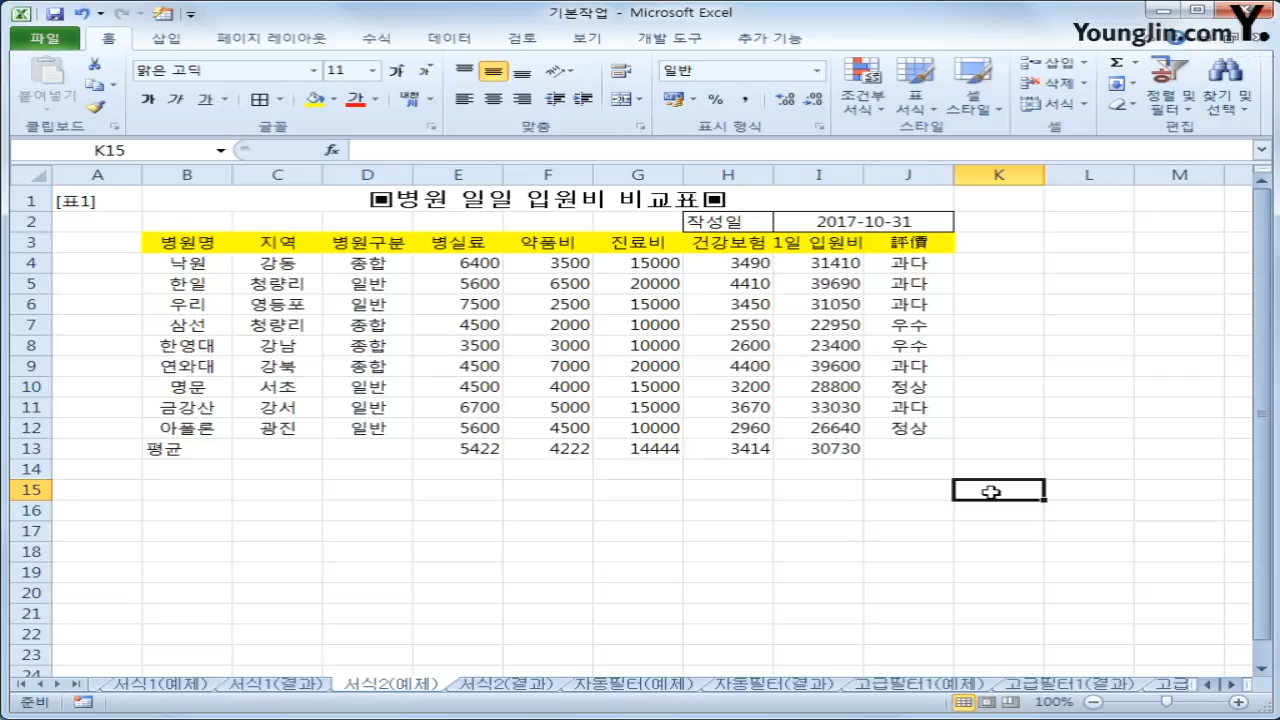 기본작업 - Microsoft Excel
YoungJin.com Y.
파일 홈 삽입 페이지 레이아웃 수식 데이터 검토 보기 개발 도구 추가 기능
붙여넣기 맑은 고딕 11 가 가 일반 조건부 서식 표 서식 셀 스타일 삽입 삭제 서식 정렬 및 필터 찾기 및 선택
가 가 가 가 % ,
클립보드 글꼴 맞춤 표시 형식 스타일 셀 편집
K15 fx
A B C D E F G H I J K L M
1 [표1] ▣병원 일일 입원비 비교표▣
2 작성일 2017-10-31
3 병원명 지역 병원구분 병실료 약품비 진료비 건강보험 1일 입원비 評價
4 낙원 강동 종합 6400 3500 15000 3490 31410 과다
5 한일 청량리 일반 5600 6500 20000 4410 39690 과다
6 우리 영등포 일반 7500 2500 15000 3450 31050 과다
7 삼선 청량리 종합 4500 2000 10000 2550 22950 우수
8 한영대 강남 종합 3500 3000 10000 2600 23400 우수
9 연와대 강북 종합 4500 7000 20000 4400 39600 과다
10 명문 서초 일반 4500 4000 15000 3200 28800 정상
11 금강산 강서 일반 6700 5000 15000 3670 33030 과다
12 아폴론 광진 일반 5600 4500 10000 2960 26640 정상
13 평균 5422 4222 14444 3414 30730
14
15
16
17
18
19
20
21
22
23
24
서식1(예제) 서식1(결과) 서식2(예제) 서식2(결과 자동필터(예제) 자동필터(결과) 고급필터1(예제) 고급필터1(결과) 고급
준비 100%